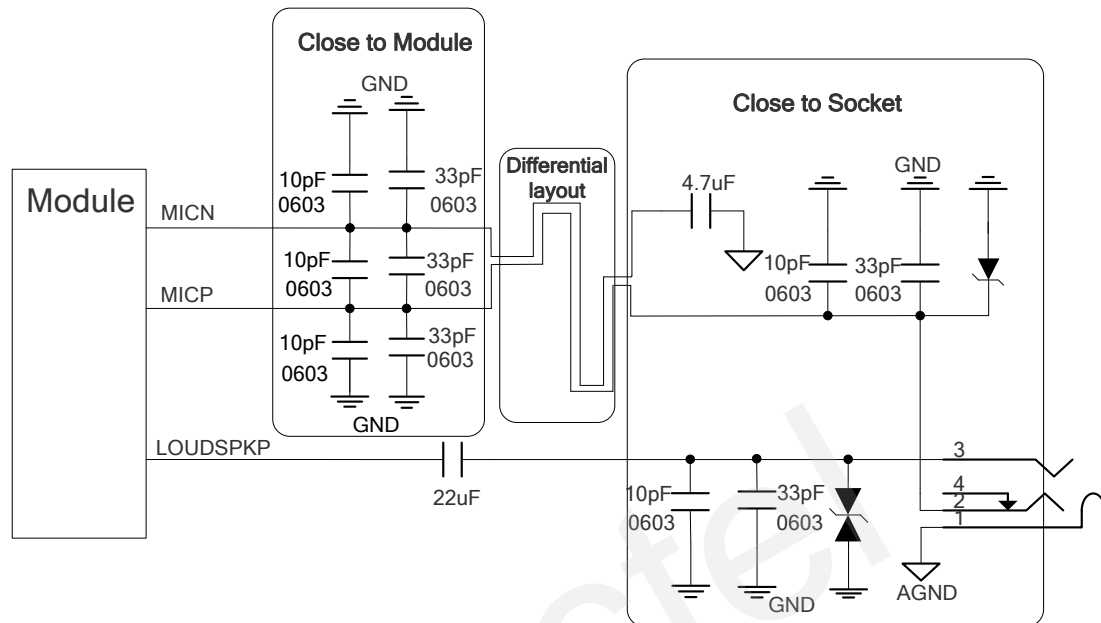 Close to Module
GND
10pF
0603
33pF
0603
Module
MICN
10pF
0603
33pF
0603
MICP
10pF
0603
33pF
0603
GND
Differential
layout
Close to Socket
4.7uF
GND
10pF
0603
33pF
0603
LOUDSPKP
22uF
10pF
0603
33pF
0603
GND
3
4
2
1
AGND